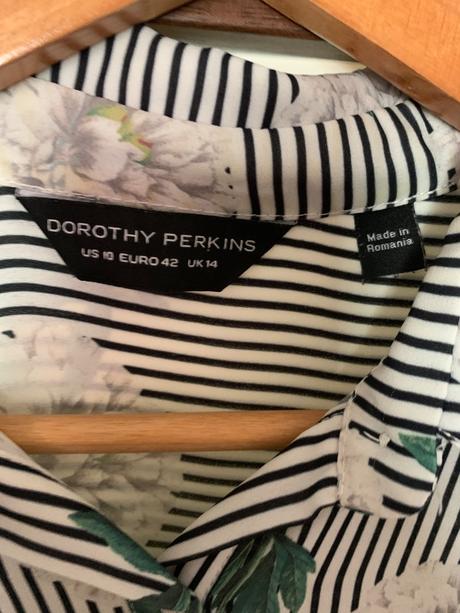 DOROTHY PERKINS
US 10 EURO 42 UK 14
Made in
Romania